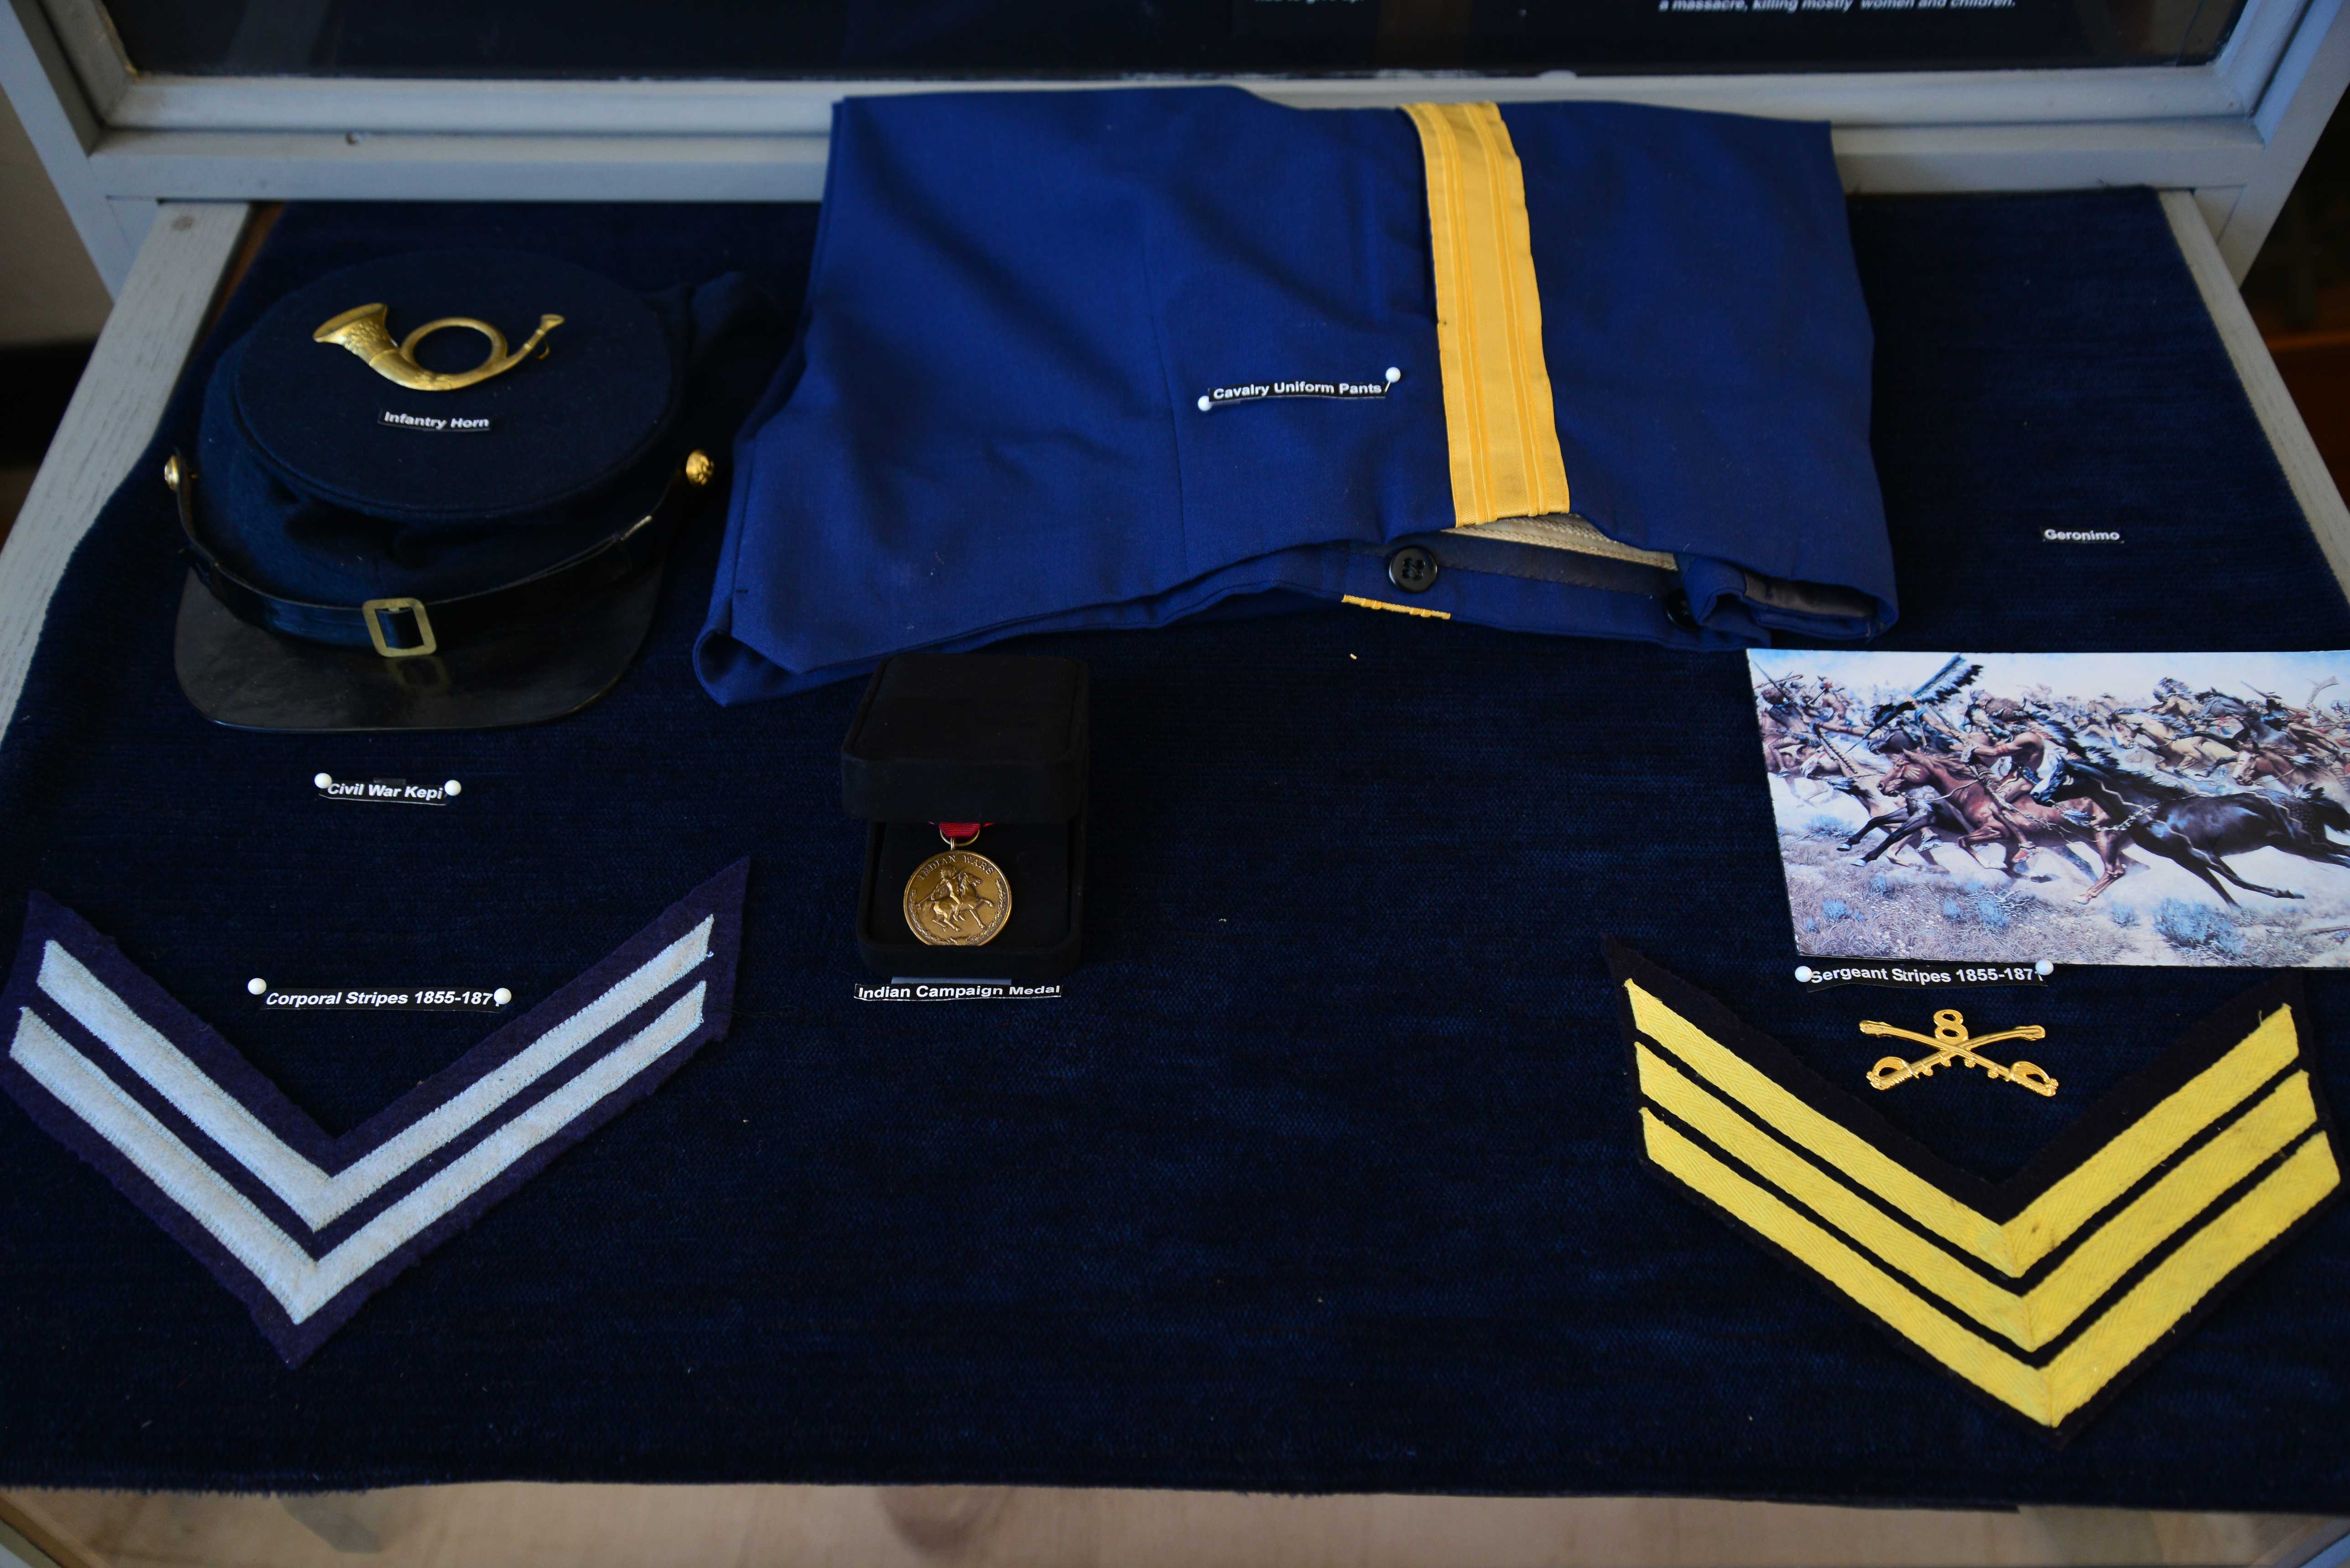 a massacre, killing mostly women and children.
Infantry Horn
Cavalry Uniform Pants
Geronimo
Civil War Kepi
INDIAN WARS
Corporal Stripes 1855-187
Indian Campaign Medal
Sergeant Stripes 1855-187
8